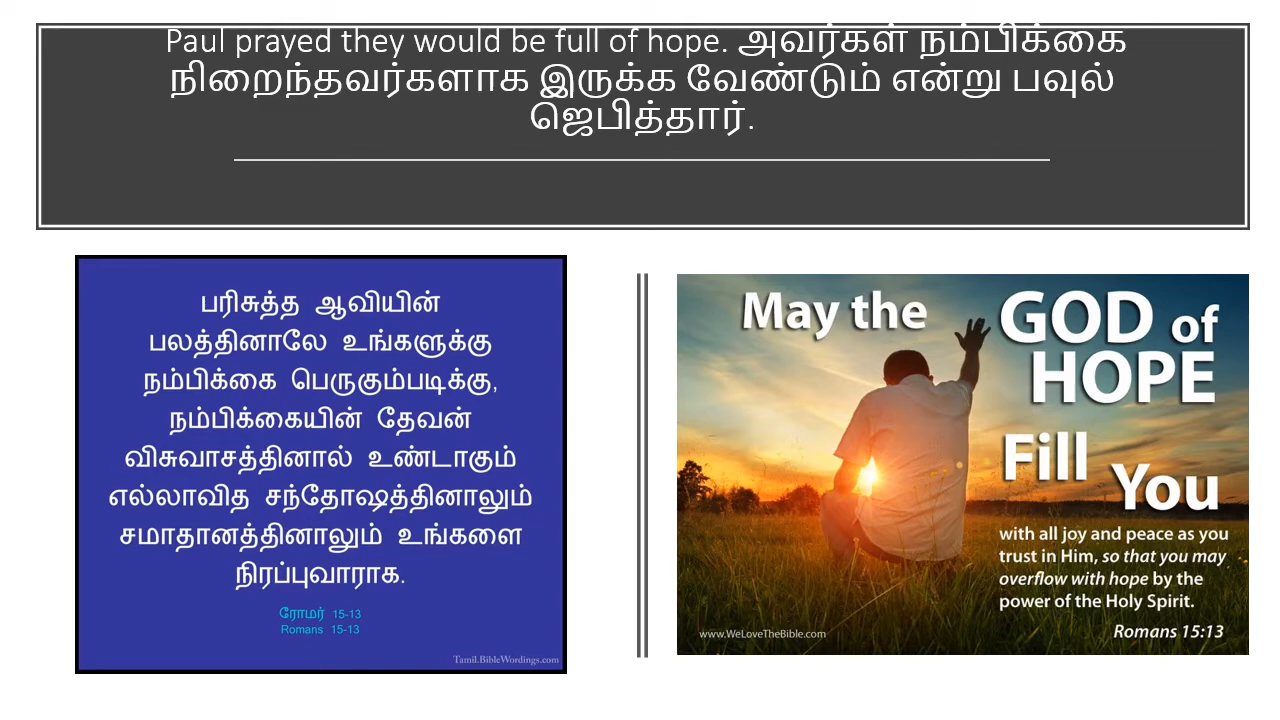 Paul prayed they would be full of hope. அவர்கள் நம்பிக்கை
நிறைந்தவர்களாக இருக்க வேண்டும் என்று பவுல்
ஜெபித்தார்.
பரிசுத்த ஆவியின்
பலத்தினாலே உங்களுக்கு
நம்பிக்கை பெருகும்படிக்கு,
நம்பிக்கையின் தேவன்
விசுவாசத்தினால் உண்டாகும்
எல்லாவித சந்தோஷத்தினாலும்
சமாதானத்தினாலும் உங்களை
நிரப்புவாராக.
ரோமர் 15-13
Romans 15-13
Tamil.BibleWordings.com
May the GOD of
HOPE
Fill
You
with all joy and peace as you
trust in Him, so that you may
overflow with hope by the
power of the Holy Spirit.
Romans 15:13
www.WeLoveTheBible.com